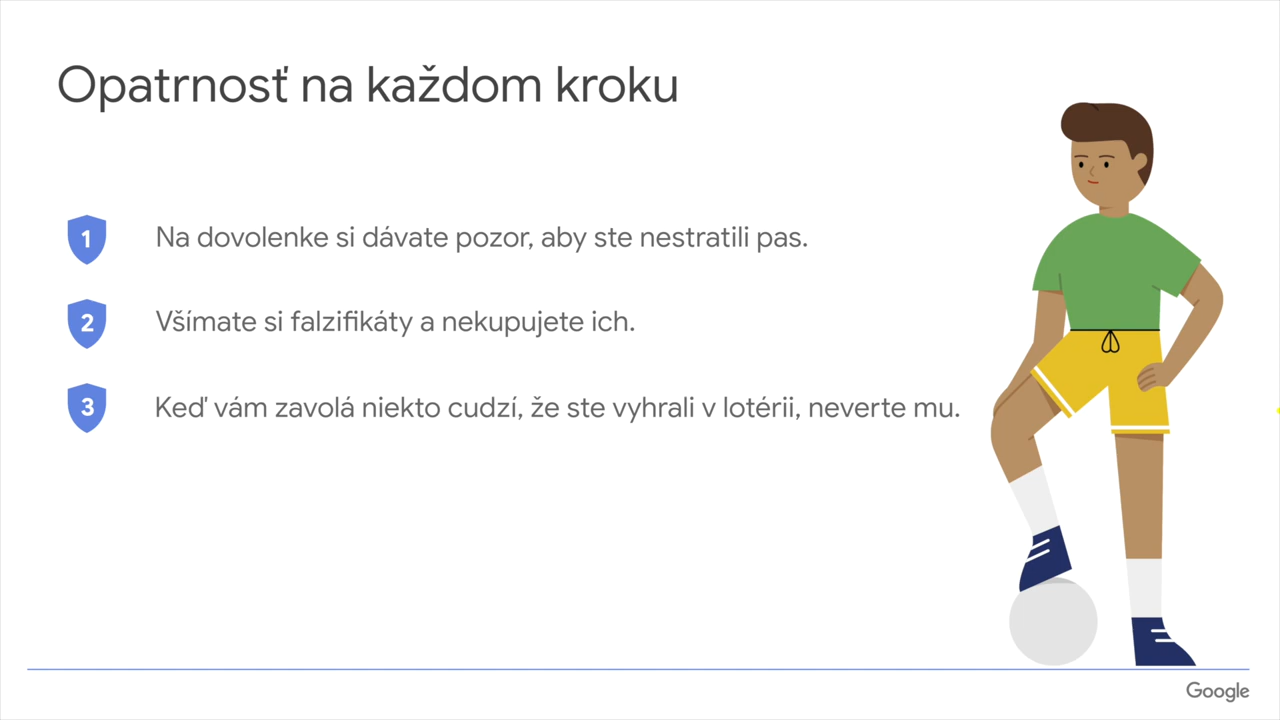 Opatrnosť na každom kroku
1 Na dovolenke si dávate pozor, aby ste nestratili pas.
2 Všímate si falzifikáty a nekupujete ich.
3 Keď vám zavolá niekto cudzí, že ste vyhrali v lotérii, neverte mu.
Google